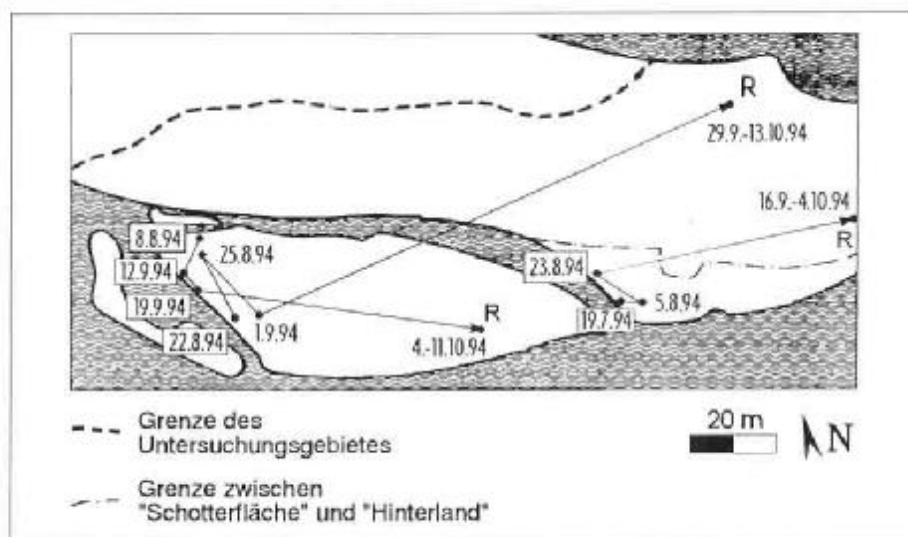 R
29.9.-13.10.94
16.9.-4.10.94
R
8.8.94
25.8.94
12.9.94
23.8.94
19.9.94
5.8.94
R
19.7.94
22.8.94
1.9.94
4.-11.10.94
Grenze des
Untersuchungsgebietes
20 m
N
Grenze zwischen
"Schotterfläche" und "Hinterland"